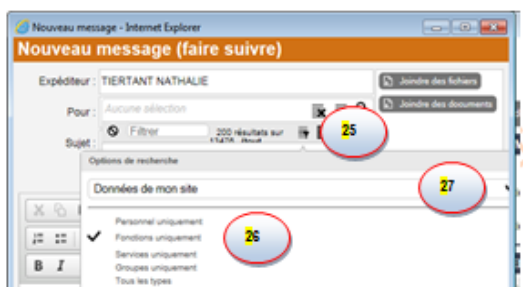 Nouveau message - Internet Explorer
Nouveau message (faire suivre)
Expéditeur : TIERTANT NATHALIE
Joindre des fichiers
Pour : Aucune sélection
Joindre des documents
Filtrer 200 résultats sur
25
Sujet :
Options de recherche
Données de mon site
27
Personnel uniquement
Fonctions uniquement
26
Services uniquement
Groupes uniquement
Tous les types
B I